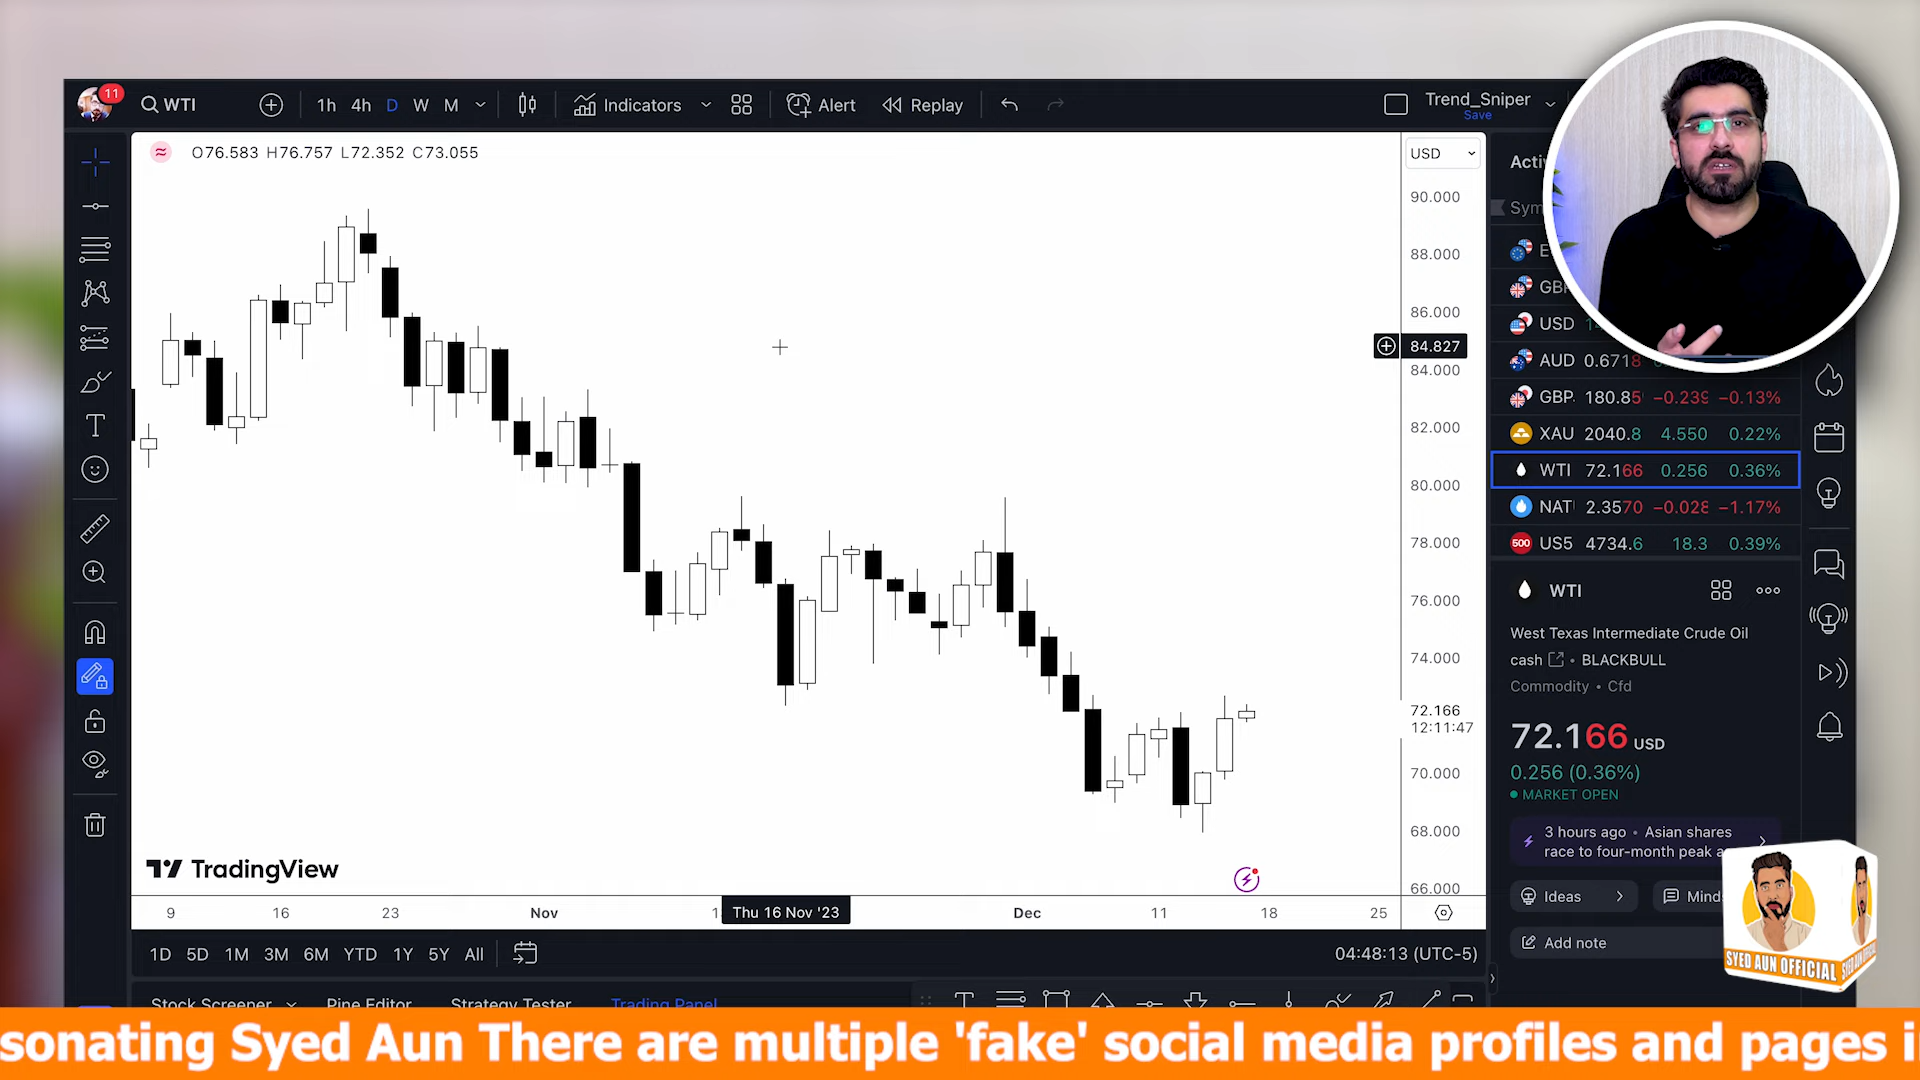 11
WTI
1h 4h D W M
Indicators
Alert
Replay
Trend_Sniper
Save
O76.583 H76.757 L72.352 C73.055
USD
90.000
88.000
86.000
84.827
84.000
82.000
80.000
78.000
76.000
74.000
72.166
12:11:47
70.000
68.000
66.000
TradingView
9 16 23 Nov Thu 16 Nov '23 Dec 11 18 25
1D 5D 1M 3M 6M YTD 1Y 5Y All
04:48:13 (UTC-5)
Stock Screener Pine Editor Strategy Tester Trading Panel
USD
AUD 0.6718
GBP 180.859 −0.239 −0.13%
XAU 2040.8 4.550 0.22%
WTI 72.166 0.256 0.36%
NAT 2.3570 −0.028 −1.17%
500 US5 4734.6 18.3 0.39%
WTI
West Texas Intermediate Crude Oil
cash • BLACKBULL
Commodity • Cfd
72.166 USD
0.256 (0.36%)
MARKET OPEN
3 hours ago • Asian shares
race to four-month peak a
Ideas
Minds
Add note
SYED AUN OFFICIAL
SYED AUN OFFICIAL
sonating Syed Aun There are multiple 'fake' social media profiles and pages i